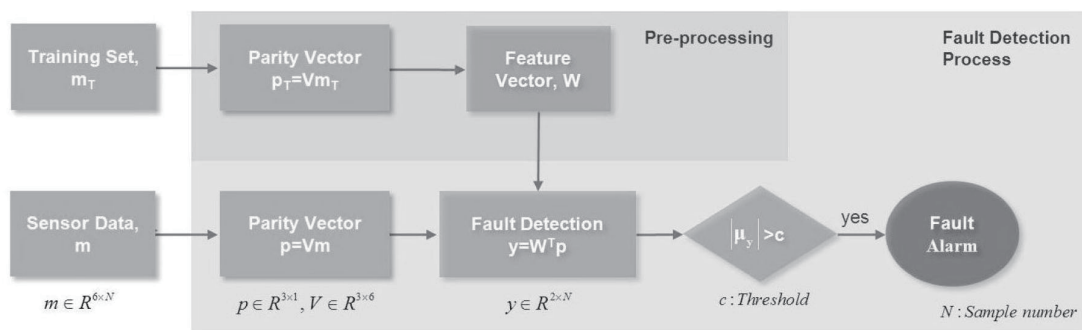 Pre-processing
Fault Detection
Process
Training Set,
m_T
Parity Vector
p_T=Vm_T
Feature
Vector, W
Sensor Data,
m
Parity Vector
p=Vm
Fault Detection
y=W^Tp
|μ_y| >c
yes
Fault
Alarm
m ∈ R^{6×N}
p ∈ R^{3×1}, V ∈ R^{3×6}
y ∈ R^{2×N}
c : Threshold
N : Sample number